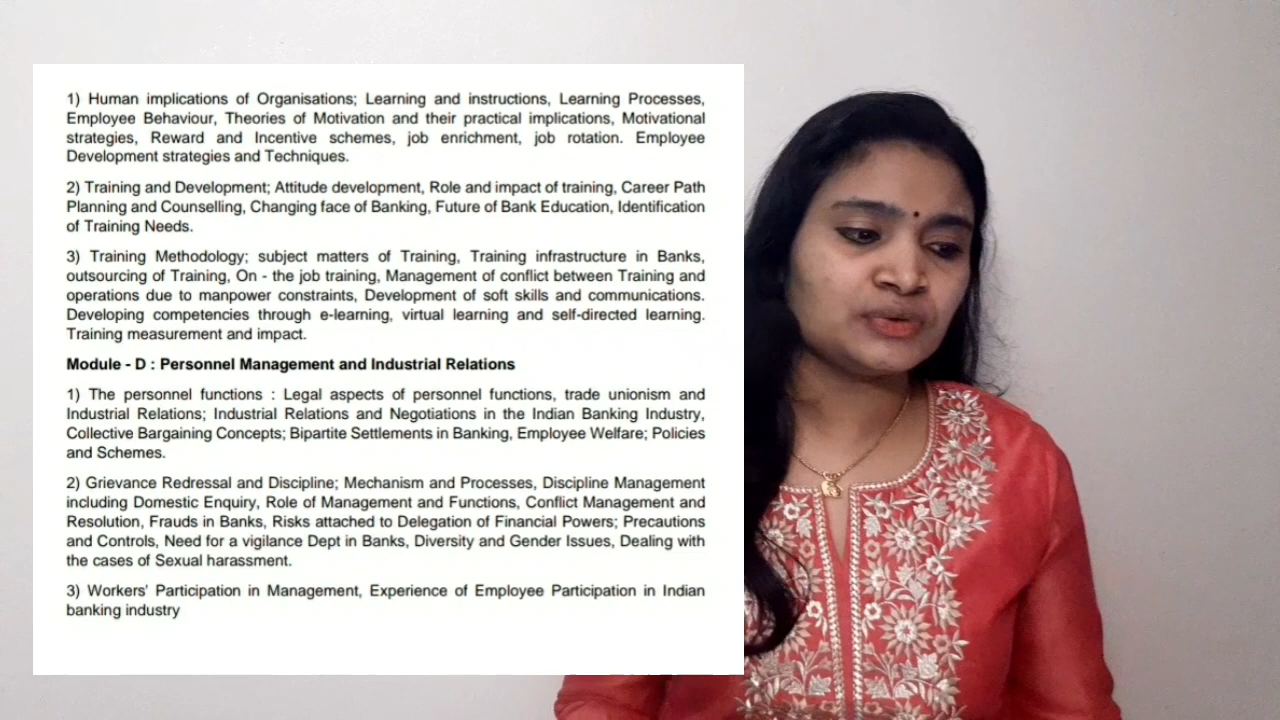 1) Human implications of Organisations; Learning and instructions, Learning Processes,
Employee Behaviour, Theories of Motivation and their practical implications, Motivational
strategies, Reward and Incentive schemes, job enrichment, job rotation. Employee
Development strategies and Techniques.
2) Training and Development; Attitude development, Role and impact of training, Career Path
Planning and Counselling, Changing face of Banking, Future of Bank Education, Identification
of Training Needs.
3) Training Methodology; subject matters of Training, Training infrastructure in Banks,
outsourcing of Training, On - the job training, Management of conflict between Training and
operations due to manpower constraints, Development of soft skills and communications.
Developing competencies through e-learning, virtual learning and self-directed learning.
Training measurement and impact.
Module - D : Personnel Management and Industrial Relations
1) The personnel functions : Legal aspects of personnel functions, trade unionism and
Industrial Relations; Industrial Relations and Negotiations in the Indian Banking Industry,
Collective Bargaining Concepts; Bipartite Settlements in Banking, Employee Welfare; Policies
and Schemes.
2) Grievance Redressal and Discipline; Mechanism and Processes, Discipline Management
including Domestic Enquiry, Role of Management and Functions, Conflict Management and
Resolution, Frauds in Banks, Risks attached to Delegation of Financial Powers; Precautions
and Controls, Need for a vigilance Dept in Banks, Diversity and Gender Issues, Dealing with
the cases of Sexual harassment.
3) Workers' Participation in Management, Experience of Employee Participation in Indian
banking industry